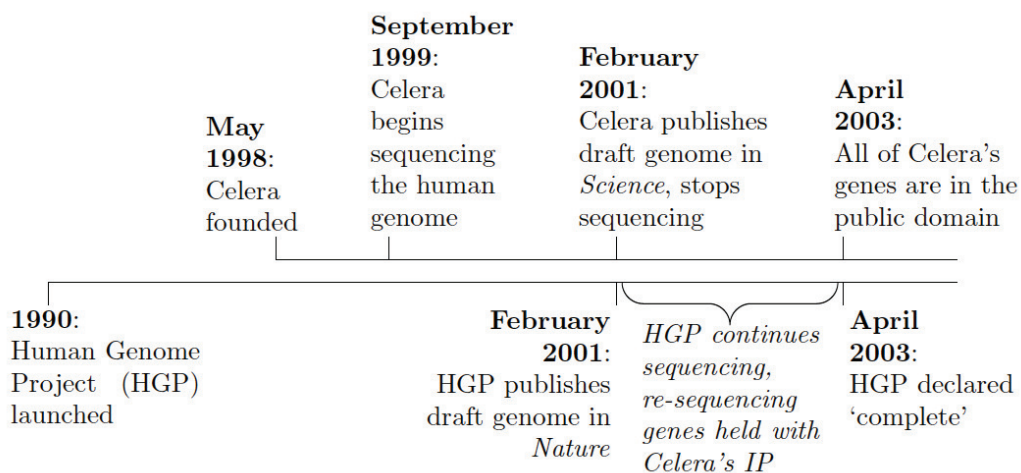 May
1998:
Celera
founded
September
1999:
Celera
begins
sequencing
the human
genome
February
2001:
Celera publishes
draft genome in
Science, stops
sequencing
April
2003:
All of Celera's
genes are in the
public domain
1990:
Human Genome
Project (HGP)
launched
February
2001:
HGP publishes
draft genome in
Nature
HGP continues
sequencing,
re-sequencing
genes held with
Celera's IP
April
2003:
HGP declared
‘complete’